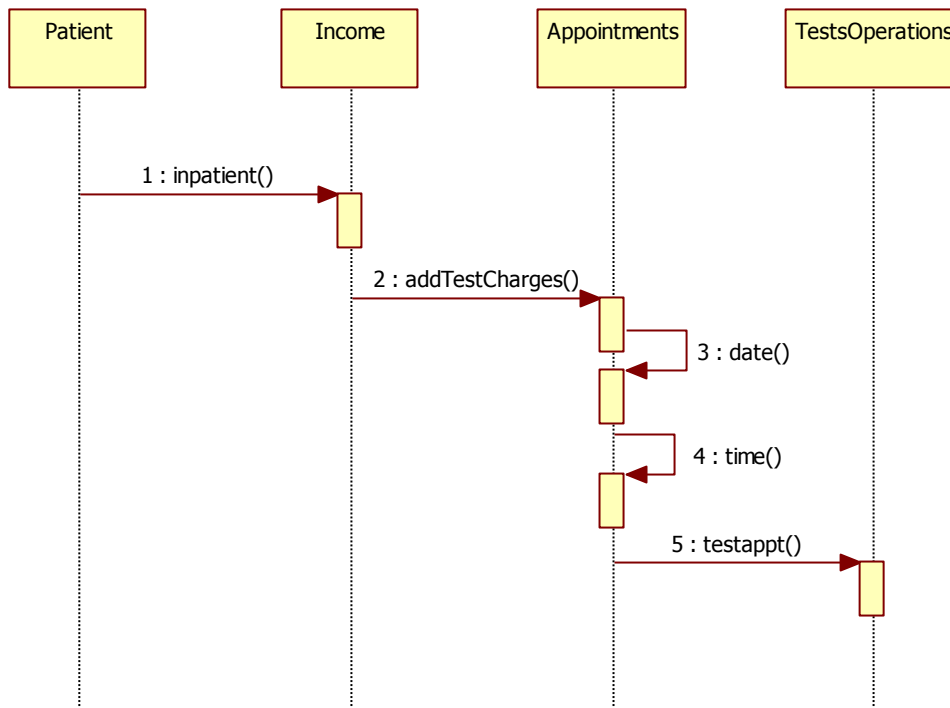 Patient
Income
Appointments
TestsOperations
1 : inpatient()
2 : addTestCharges()
3 : date()
4 : time()
5 : testappt()